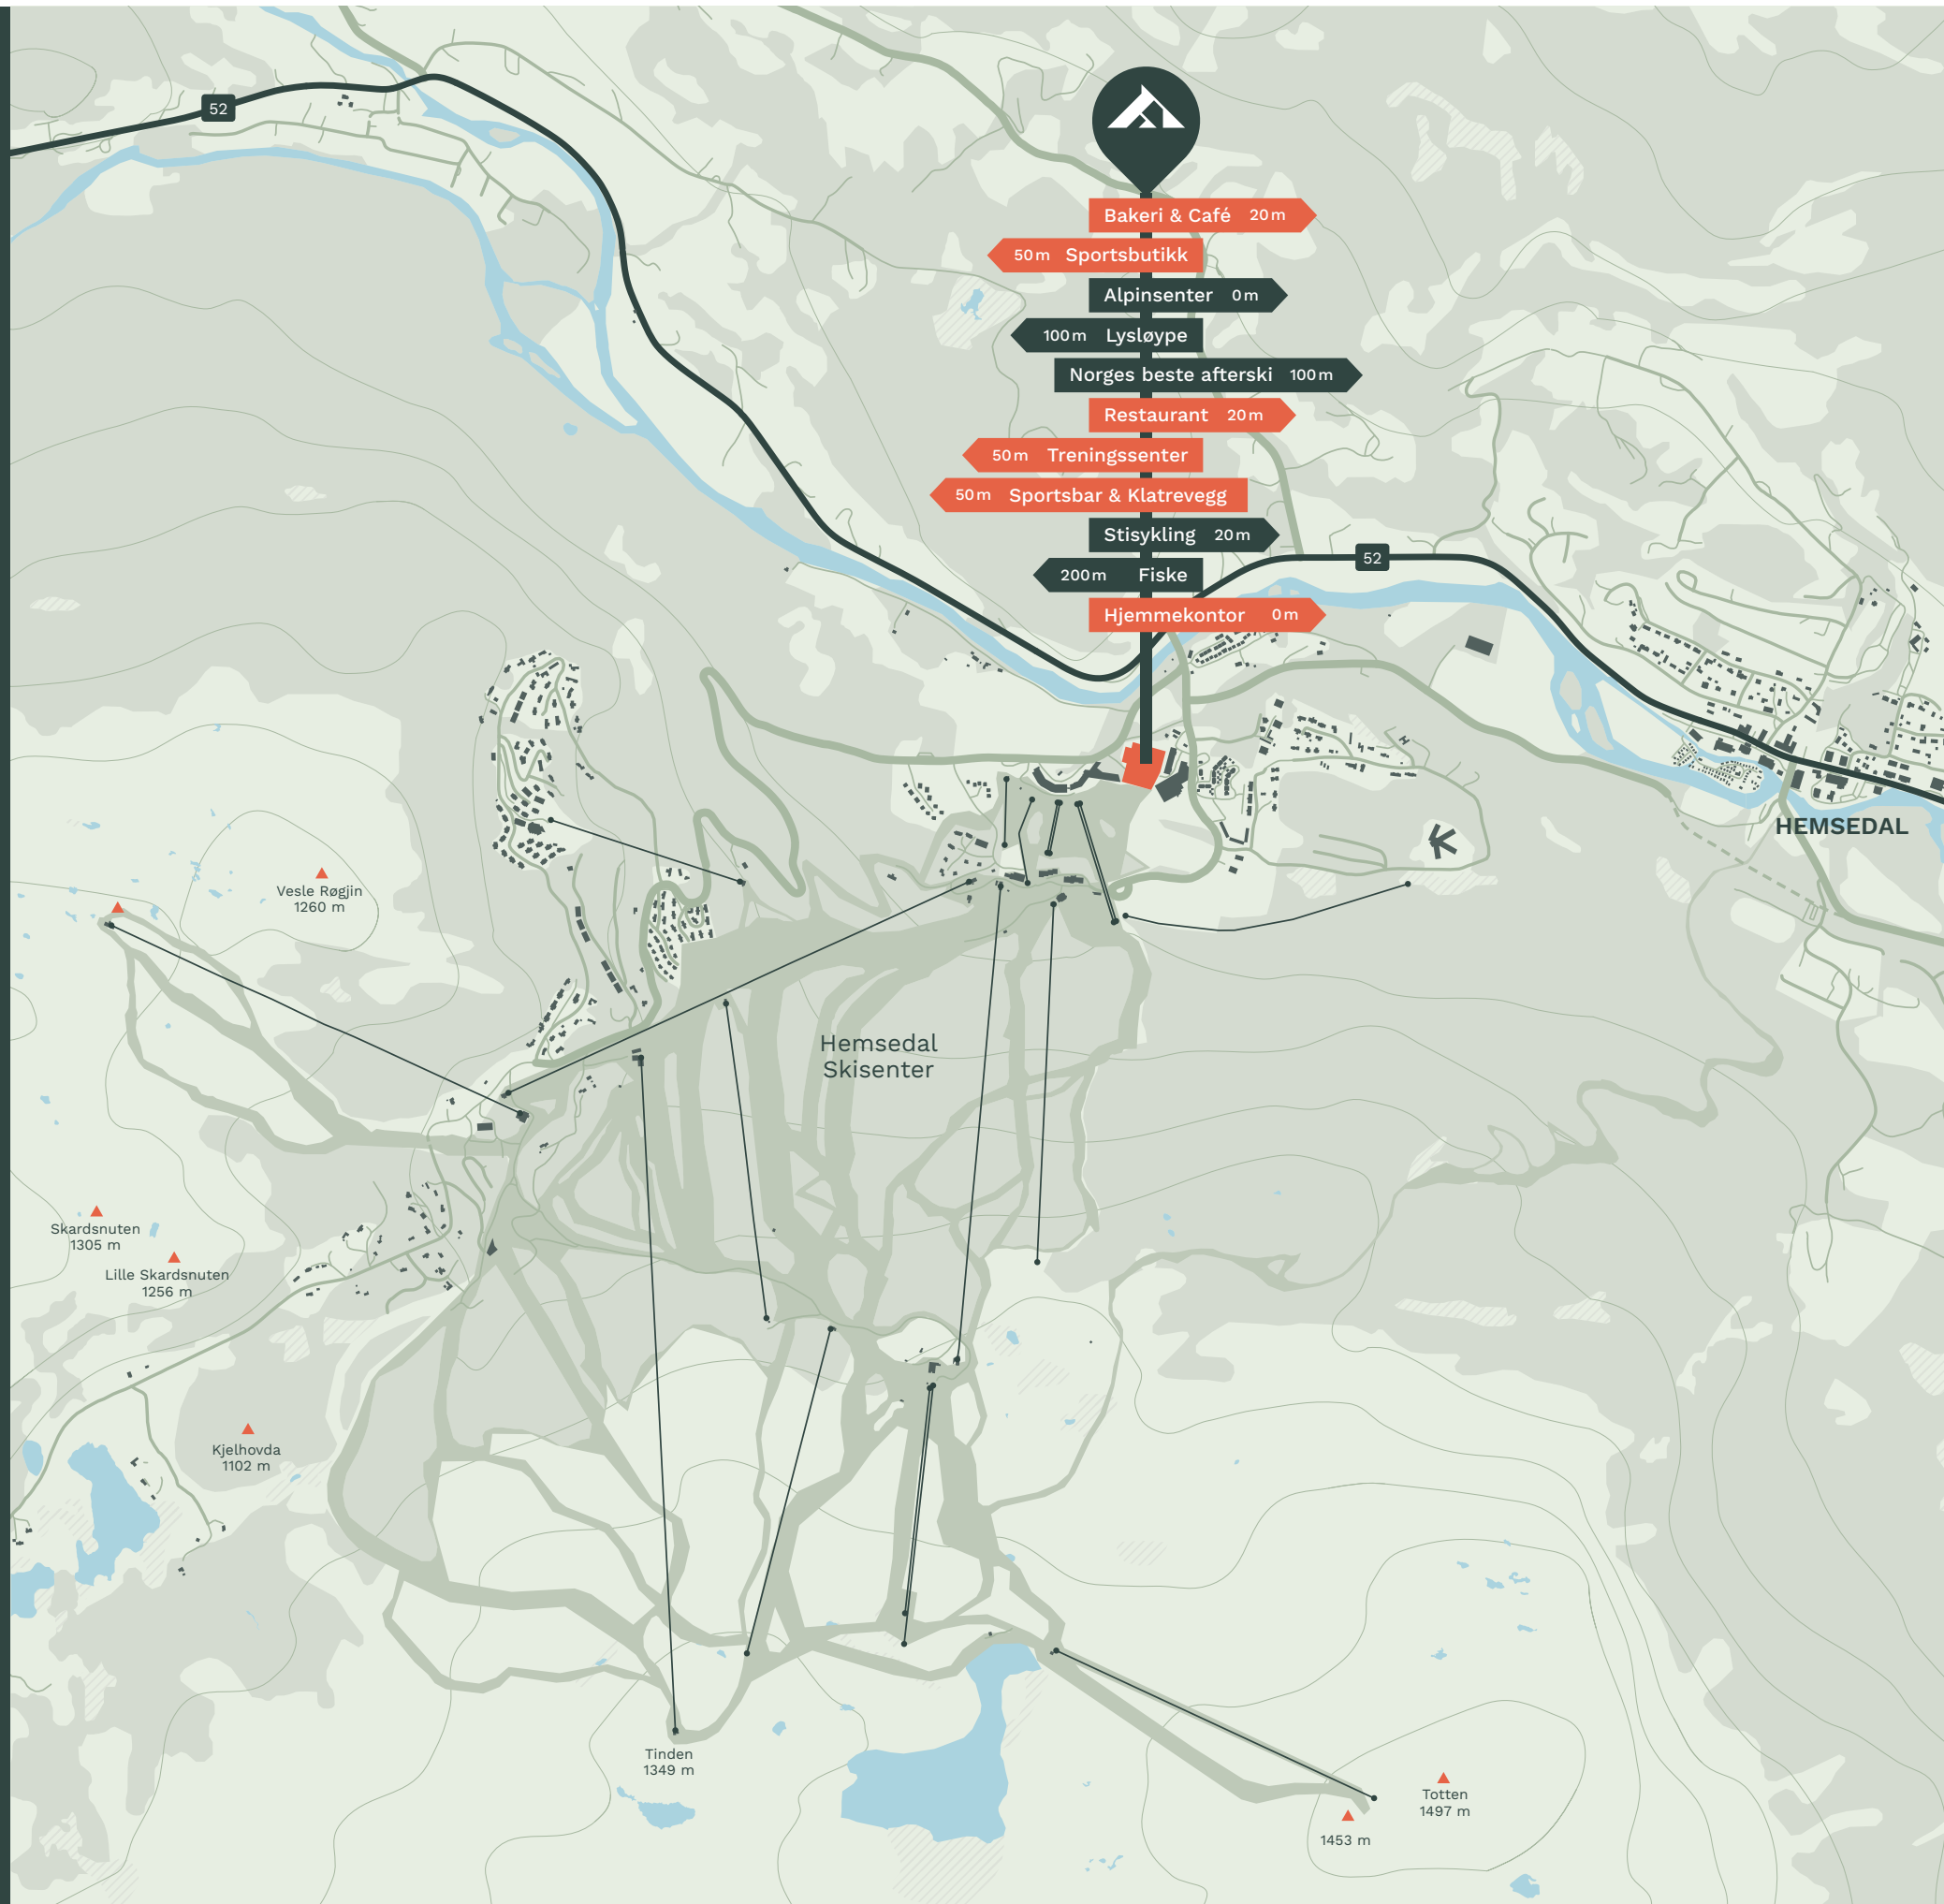 52
Bakeri & Café 20 m
50 m Sportsbutikk
Alpinsenter 0 m
100 m Lysløype
Norges beste afterski 100 m
Restaurant 20 m
50 m Treningssenter
50 m Sportsbar & Klatrevegg
Stisykling 20 m
52
200 m Fiske
Hjemmekontor 0 m
HEMSEDAL
Vesle Røgjin
1260 m
Hemsedal
Skisenter
Skardsnuten
1305 m
Lille Skardsnuten
1256 m
Kjelhovda
1102 m
Tinden
1349 m
Totten
1497 m
1453 m